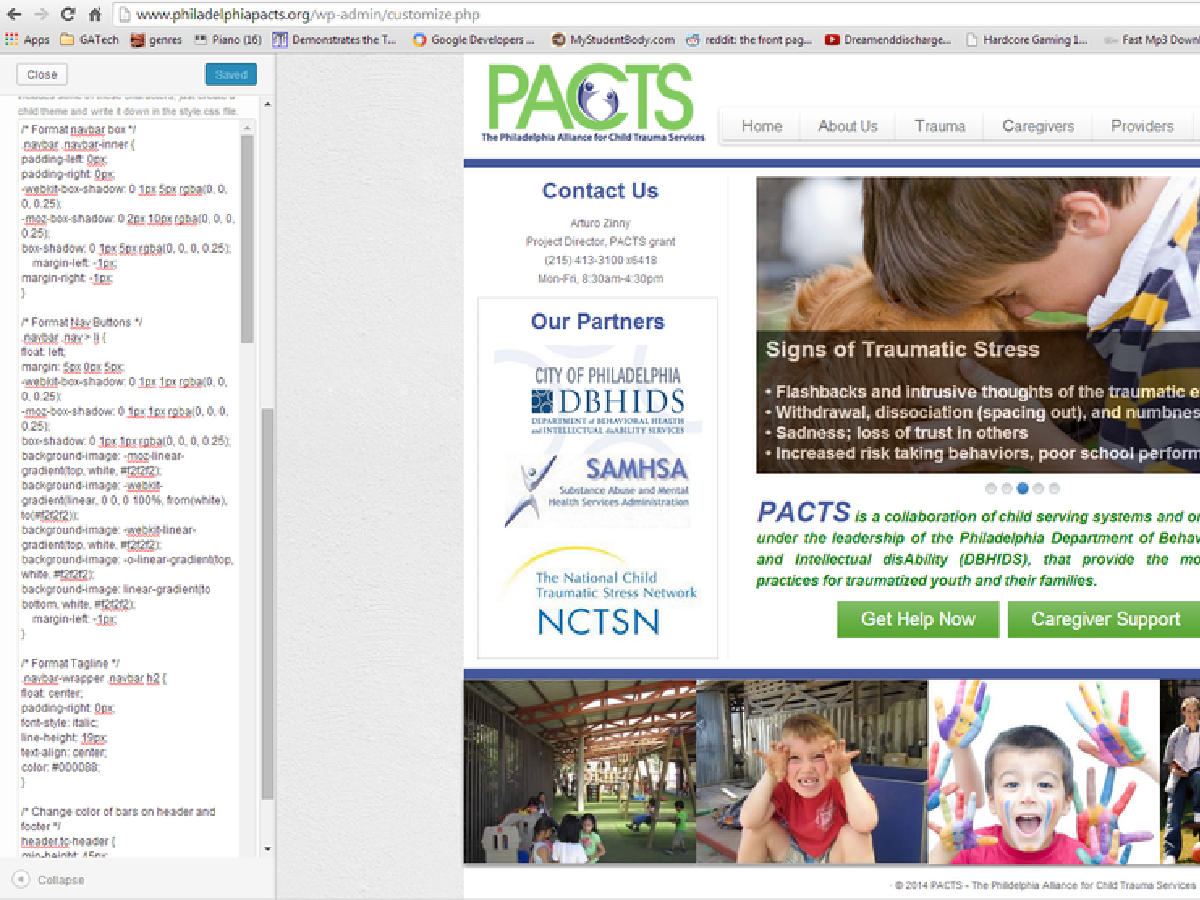 www.philadelphiapacts.org/wp-admin/customize.php
Apps GATech genres Piano (16) Demonstrates the T... Google Developers ... MyStudentBody.com reddit: the front pag... Dreamenddischarge... Hardcore Gaming 1... Fast Mp3 Down
Close Saved
child theme and write it down in the style.css file.
/* Format navbar box */
.navbar .navbar-inner {
padding-left: 0px;
padding-right: 0px;
-webkit-box-shadow: 0 1px 5px rgba(0, 0,
0, 0.25);
-moz-box-shadow: 0 2px 10px rgba(0, 0, 0,
0.25);
box-shadow: 0 1px 5px rgba(0, 0, 0, 0.25);
margin-left: -1px;
margin-right: -1px;
}
/* Format Nav Buttons */
.navbar .nav > li {
float: left;
margin: 5px 0px 5px;
-webkit-box-shadow: 0 1px 1px rgba(0, 0,
0, 0.25);
-moz-box-shadow: 0 1px 1px rgba(0, 0, 0,
0.25);
box-shadow: 0 1px 1px rgba(0, 0, 0, 0.25);
background-image: -moz-linear-
gradient(top, white, #f2f2f2);
background-image: -webkit-
gradient(linear, 0 0, 0 100%, from(white),
to(#f2f2f2));
background-image: -webkit-linear-
gradient(top, white, #f2f2f2);
background-image: -o-linear-gradient(top,
white, #f2f2f2);
background-image: linear-gradient(to
bottom, white, #f2f2f2);
margin-left: -1px;
}
/* Format Tagline */
.navbar-wrapper .navbar h2 {
float: center;
padding-right: 0px;
font-style: italic;
line-height: 19px;
text-align: center;
color: #000088;
}
/* Change color of bars on header and
footer */
header.tc-header {
min-height: 45px;
Collapse
PACTS
The Philadelphia Alliance for Child Trauma Services
Home About Us Trauma Caregivers Providers
Contact Us
Arturo Zinny
Project Director, PACTS grant
(215) 413-3100 x6418
Mon-Fri, 8:30am-4:30pm
Our Partners
CITY OF PHILADELPHIA
DBHIDS
DEPARTMENT of BEHAVIORAL HEALTH
and INTELLECTUAL disABILITY SERVICES
SAMHSA
Substance Abuse and Mental
Health Services Administration
The National Child
Traumatic Stress Network
NCTSN
Signs of Traumatic Stress
• Flashbacks and intrusive thoughts of the traumatic e
• Withdrawal, dissociation (spacing out), and numbnes
• Sadness; loss of trust in others
• Increased risk taking behaviors, poor school perform
PACTS is a collaboration of child serving systems and or
under the leadership of the Philadelphia Department of Behav
and Intellectual disAbility (DBHIDS), that provide the mo
practices for traumatized youth and their families.
Get Help Now Caregiver Support
· © 2014 PACTS - The Philidelphia Alliance for Child Trauma Services